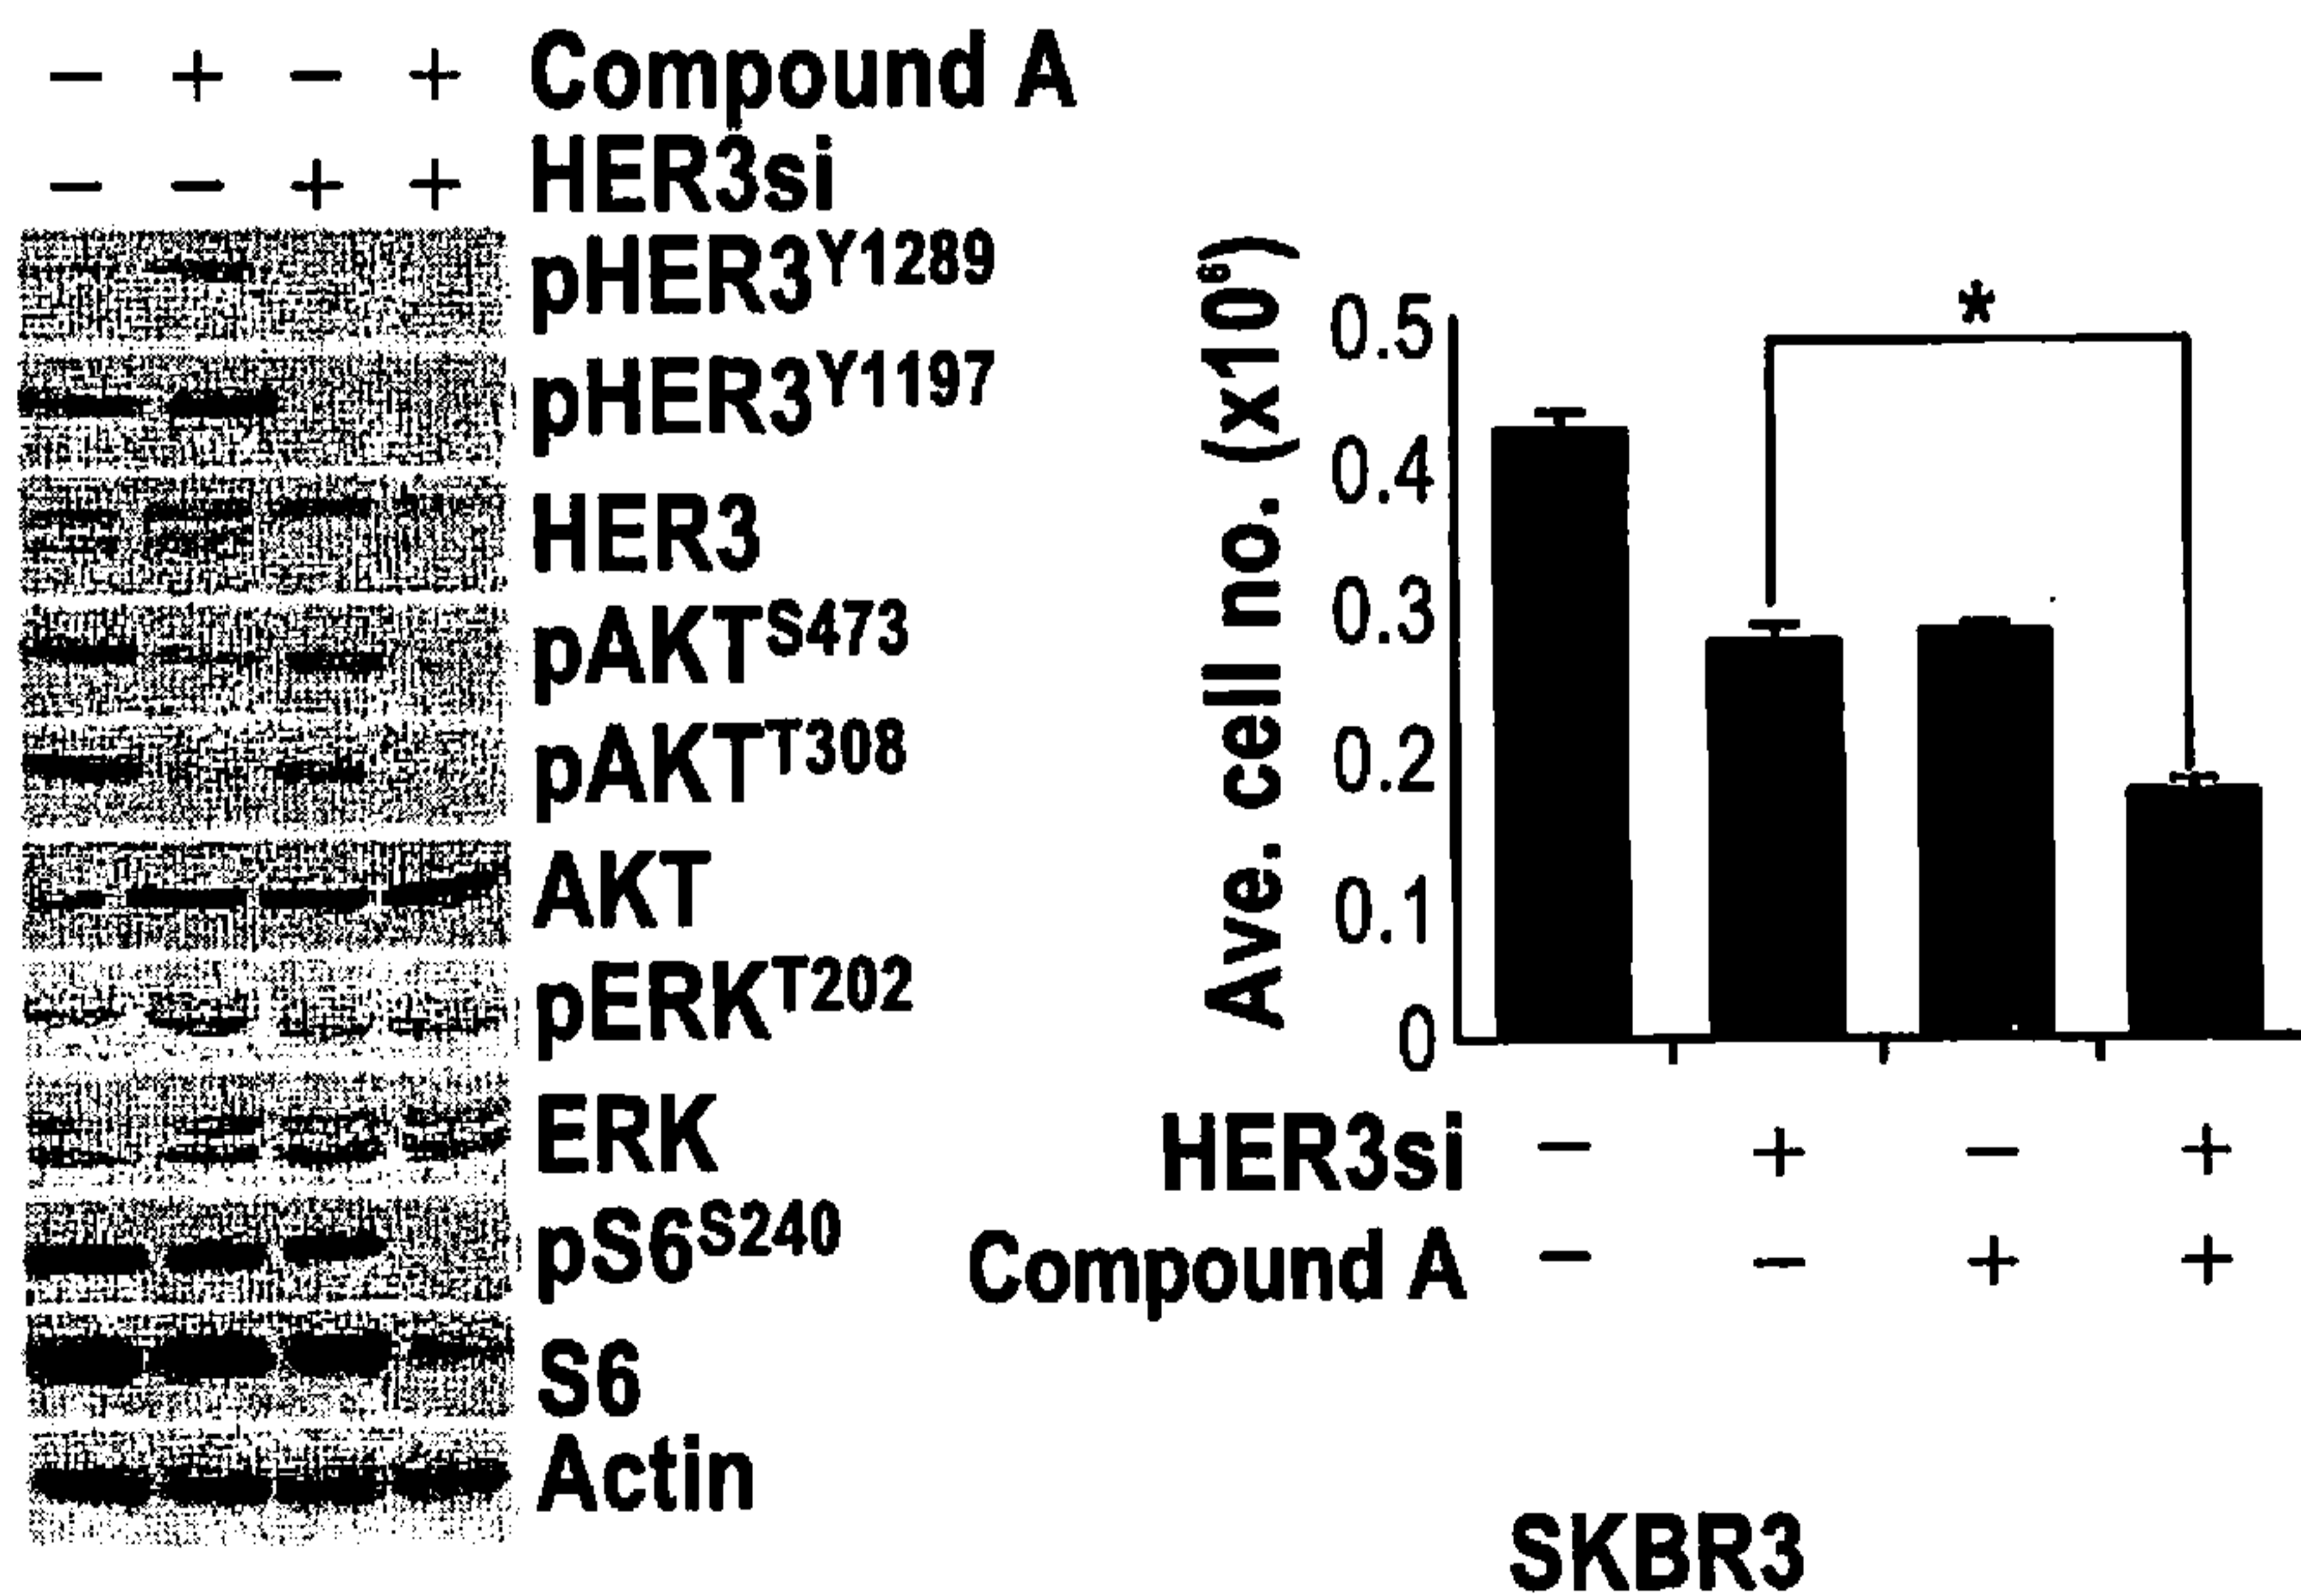 − + − + Compound A
− − + + HER3si
pHER3Y1289
pHER3Y1197
HER3
pAKTS473
pAKTT308
AKT
pERKT202
ERK
pS6S240
S6
Actin
Ave. cell no. (x10⁶)
0.5
0.4
0.3
0.2
0.1
0
*
HER3si − + − +
Compound A − − + +
SKBR3